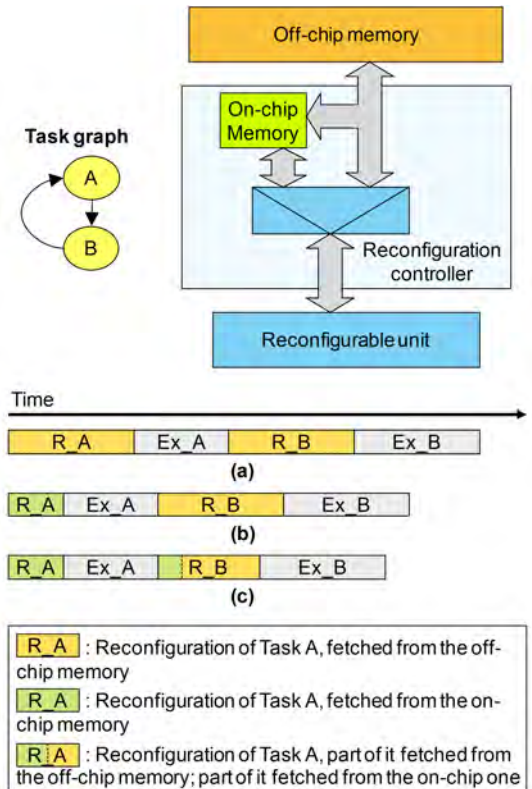 Off-chip memory
On-chip
Memory
Task graph
A
B
Reconfiguration
controller
Reconfigurable unit
Time
R_A Ex_A R_B Ex_B
(a)
R_A Ex_A R_B Ex_B
(b)
R_A Ex_A R_B Ex_B
(c)
R_A : Reconfiguration of Task A, fetched from the off-
chip memory
R_A : Reconfiguration of Task A, fetched from the on-
chip memory
R_A : Reconfiguration of Task A, part of it fetched from
the off-chip memory; part of it fetched from the on-chip one